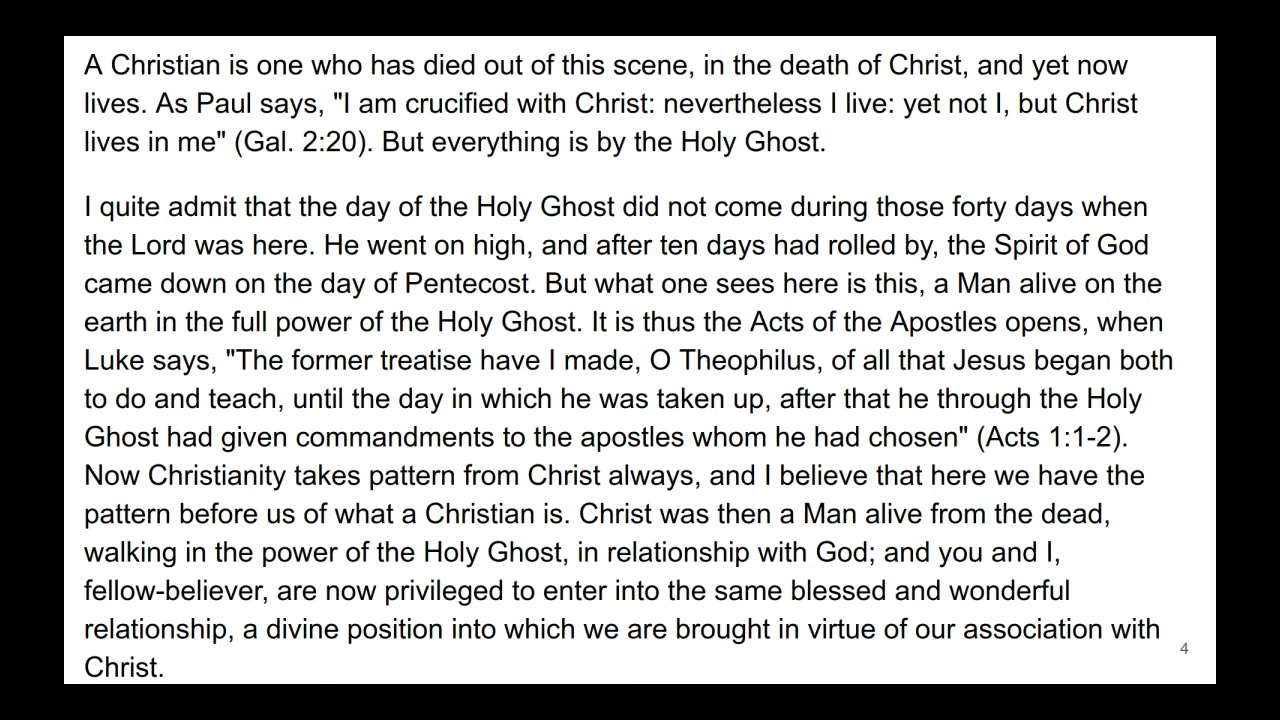 A Christian is one who has died out of this scene, in the death of Christ, and yet now
lives. As Paul says, "I am crucified with Christ: nevertheless I live: yet not I, but Christ
lives in me" (Gal. 2:20). But everything is by the Holy Ghost.
I quite admit that the day of the Holy Ghost did not come during those forty days when
the Lord was here. He went on high, and after ten days had rolled by, the Spirit of God
came down on the day of Pentecost. But what one sees here is this, a Man alive on the
earth in the full power of the Holy Ghost. It is thus the Acts of the Apostles opens, when
Luke says, "The former treatise have I made, O Theophilus, of all that Jesus began both
to do and teach, until the day in which he was taken up, after that he through the Holy
Ghost had given commandments to the apostles whom he had chosen" (Acts 1:1-2).
Now Christianity takes pattern from Christ always, and I believe that here we have the
pattern before us of what a Christian is. Christ was then a Man alive from the dead,
walking in the power of the Holy Ghost, in relationship with God; and you and I,
fellow-believer, are now privileged to enter into the same blessed and wonderful
relationship, a divine position into which we are brought in virtue of our association with
Christ.
4